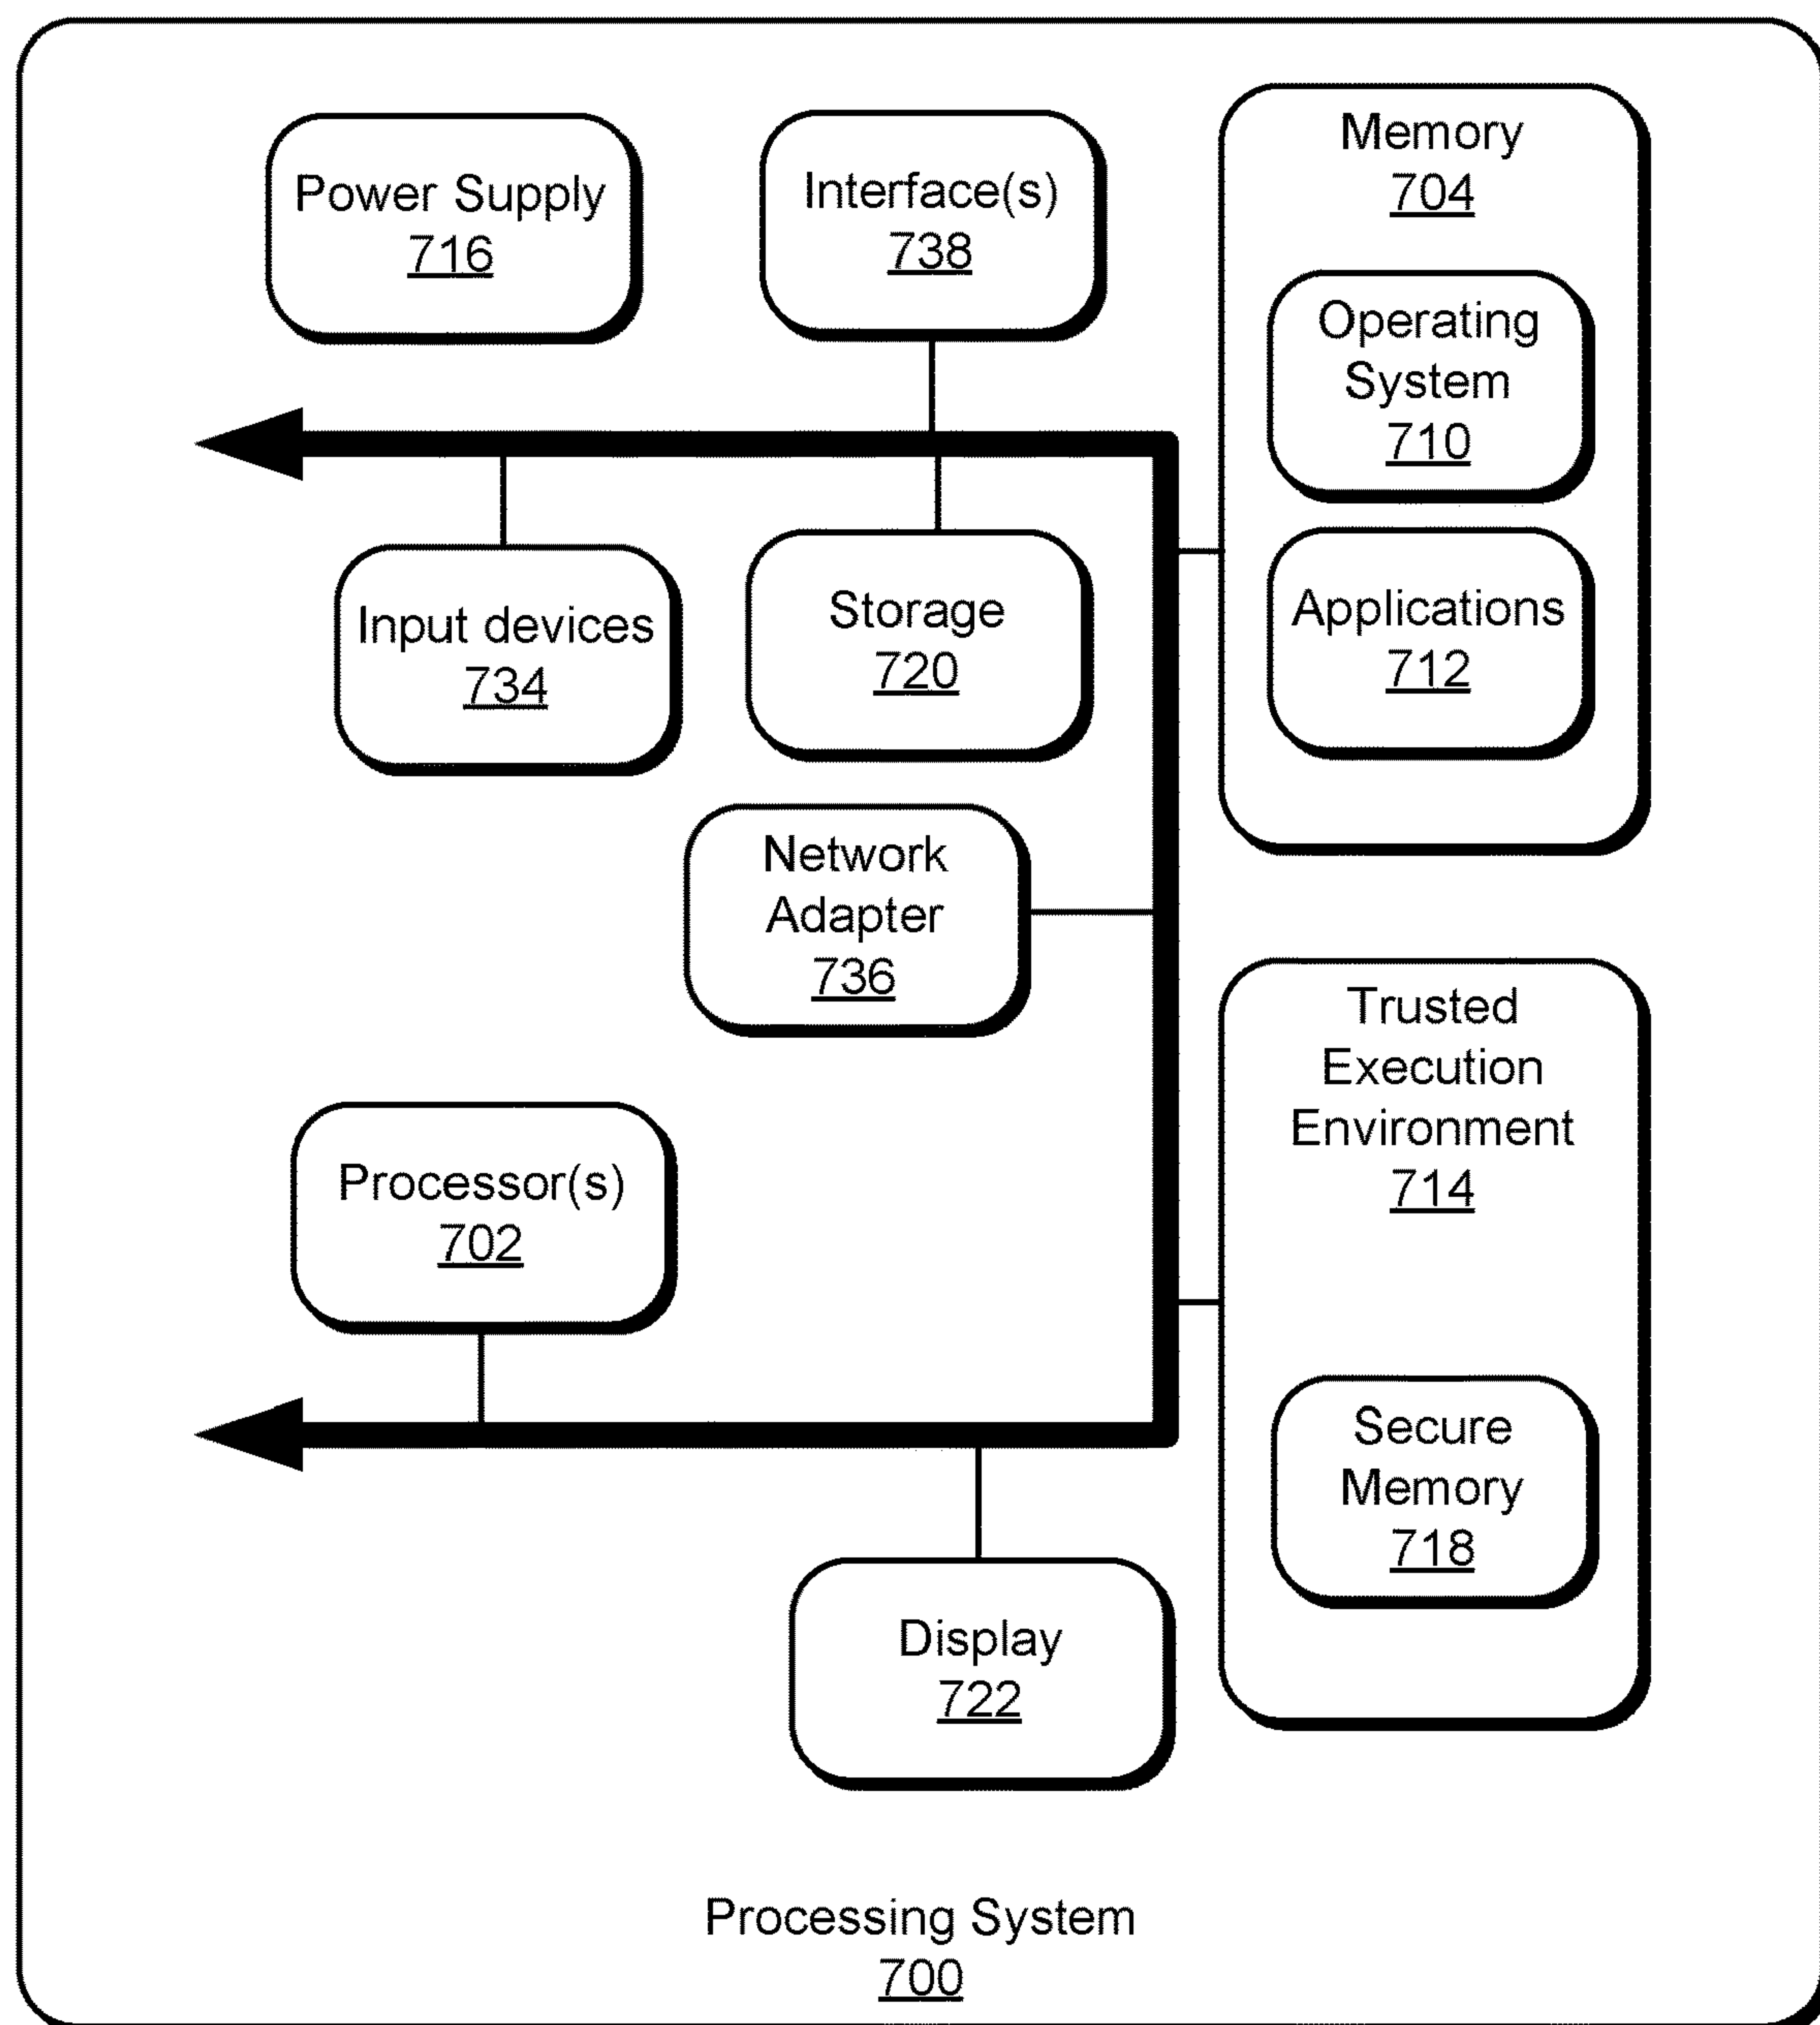 Power Supply
716
Interface(s)
738
Memory
704
Operating
System
710
Applications
712
Input devices
734
Storage
720
Network
Adapter
736
Trusted
Execution
Environment
714
Secure
Memory
718
Processor(s)
702
Display
722
Processing System
700